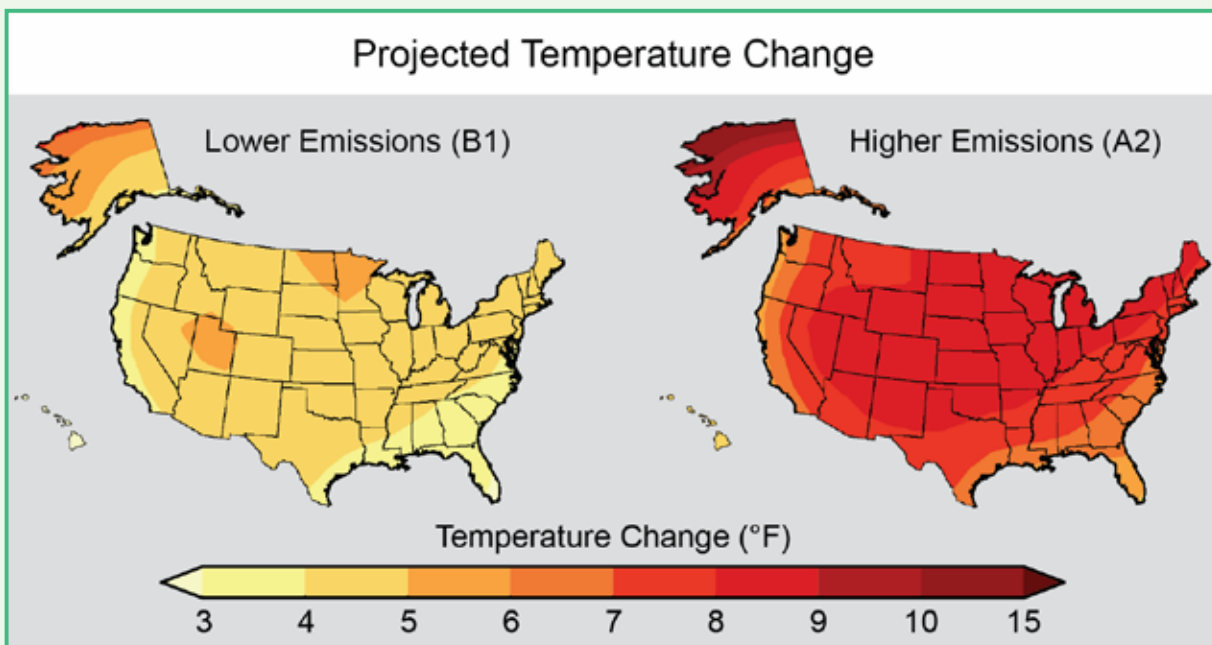 Projected Temperature Change
Lower Emissions (B1)
Higher Emissions (A2)
Temperature Change (°F)
3 4 5 6 7 8 9 10 15